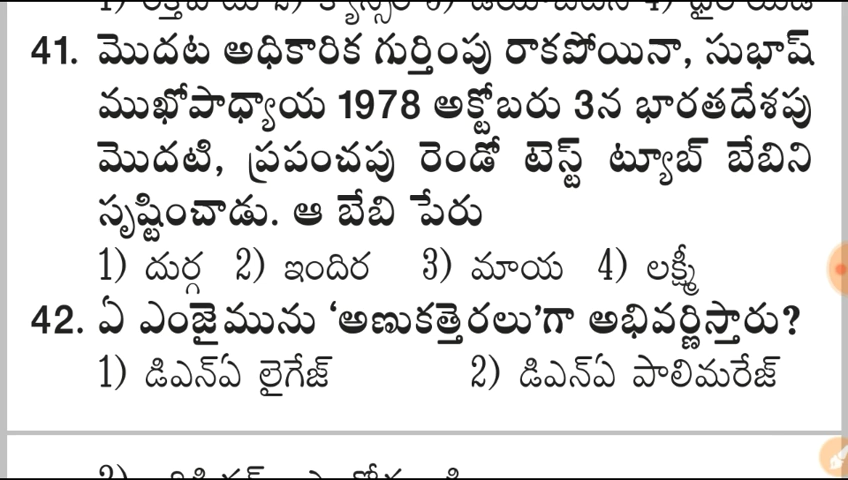 41. మొదట అధికారిక గుర్తింపు రాకపోయినా, సుభాష్
ముఖోపాధ్యాయ 1978 అక్టోబరు 3న భారతదేశపు
మొదటి, ప్రపంచపు రెండో టెస్ట్ ట్యూబ్ బేబిని
సృష్టించాడు. ఆ బేబి పేరు
1) దుర్గ 2) ఇందిర 3) మాయ 4) లక్ష్మీ
42. ఏ ఎంజైమును ‘అణుకత్తెరలు’గా అభివర్ణిస్తారు?
1) డిఎన్ఏ లైగేజ్ 2) డిఎన్ఏ పాలిమరేజ్